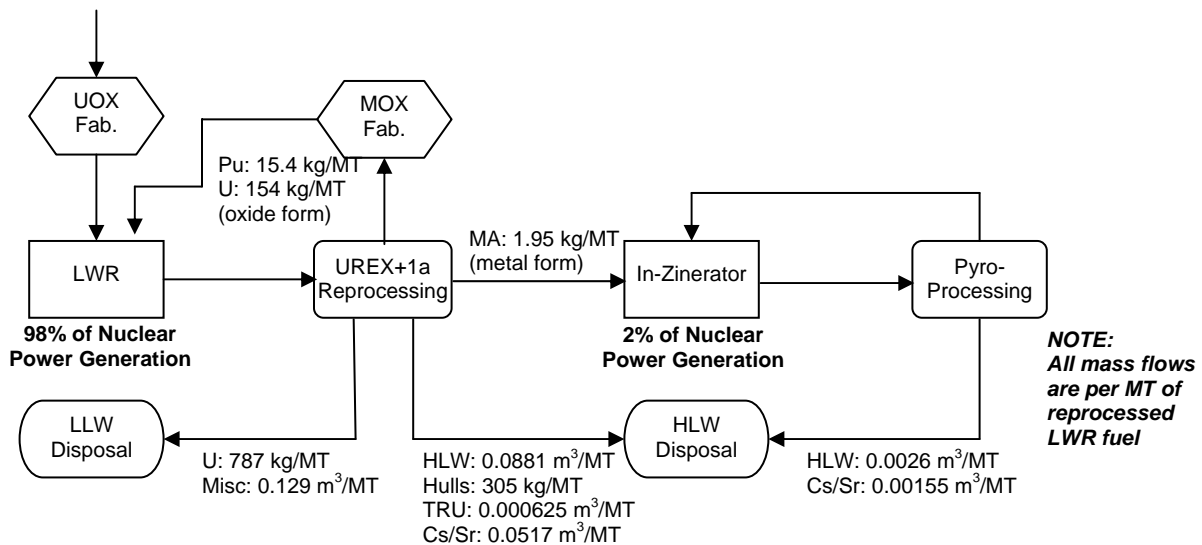 UOX
Fab.
MOX
Fab.
Pu: 15.4 kg/MT
U: 154 kg/MT
(oxide form)
LWR
98% of Nuclear
Power Generation
UREX+1a
Reprocessing
MA: 1.95 kg/MT
(metal form)
In-Zinerator
2% of Nuclear
Power Generation
Pyro-
Processing
NOTE:
All mass flows
are per MT of
reprocessed
LWR fuel
LLW
Disposal
U: 787 kg/MT
Misc: 0.129 m³/MT
HLW: 0.0881 m³/MT
Hulls: 305 kg/MT
TRU: 0.000625 m³/MT
Cs/Sr: 0.0517 m³/MT
HLW
Disposal
HLW: 0.0026 m³/MT
Cs/Sr: 0.00155 m³/MT